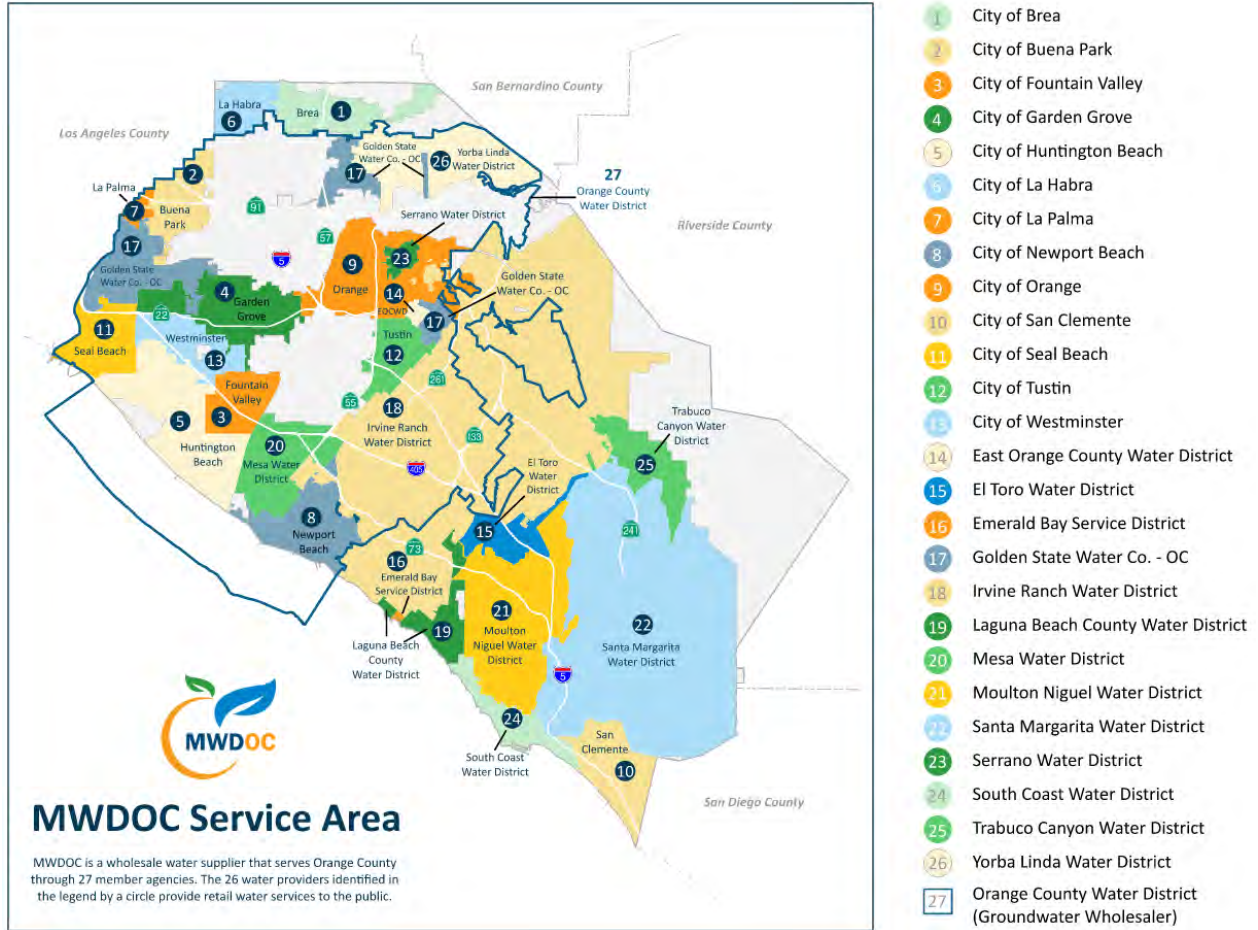 San Bernardino County
La Habra
6
Brea
1
Los Angeles County
Golden State
Water Co. - OC
17
26
Yorba Linda
Water District
2
27
Orange County
Water District
La Palma
7
Buena
Park
91
Serrano Water District
Riverside County
57
17
5
23
Golden State
Water Co. - OC
9
Orange
Golden State
Water Co. - OC
4
Garden
Grove
14
EOCWD
22
17
11
Seal Beach
Westminster
13
Tustin
12
Fountain
Valley
3
261
55
5
Huntington
Beach
18
Irvine Ranch
Water District
Trabuco
Canyon Water
District
25
133
20
Mesa Water
District
405
El Toro
Water
District
8
Newport
Beach
15
241
73
16
Emerald Bay
Service District
21
Moulton
Niguel Water
District
22
Santa Margarita
Water District
19
Laguna Beach
County
Water District
5
24
South Coast
Water District
San
Clemente
10
San Diego County
MWDOC
MWDOC Service Area
MWDOC is a wholesale water supplier that serves Orange County
through 27 member agencies. The 26 water providers identified in
the legend by a circle provide retail water services to the public.
1 City of Brea
2 City of Buena Park
3 City of Fountain Valley
4 City of Garden Grove
5 City of Huntington Beach
6 City of La Habra
7 City of La Palma
8 City of Newport Beach
9 City of Orange
10 City of San Clemente
11 City of Seal Beach
12 City of Tustin
13 City of Westminster
14 East Orange County Water District
15 El Toro Water District
16 Emerald Bay Service District
17 Golden State Water Co. - OC
18 Irvine Ranch Water District
19 Laguna Beach County Water District
20 Mesa Water District
21 Moulton Niguel Water District
22 Santa Margarita Water District
23 Serrano Water District
24 South Coast Water District
25 Trabuco Canyon Water District
26 Yorba Linda Water District
27 Orange County Water District
(Groundwater Wholesaler)